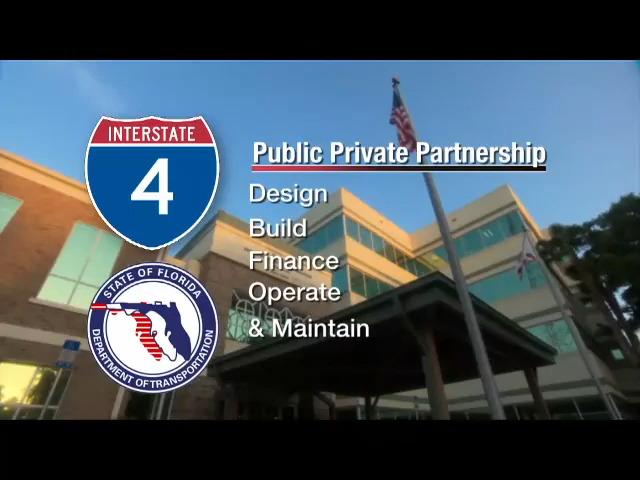 INTERSTATE
4
Public Private Partnership
Design
Build
Finance
Operate
& Maintain
STATE OF FLORIDA
DEPARTMENT OF TRANSPORTATION